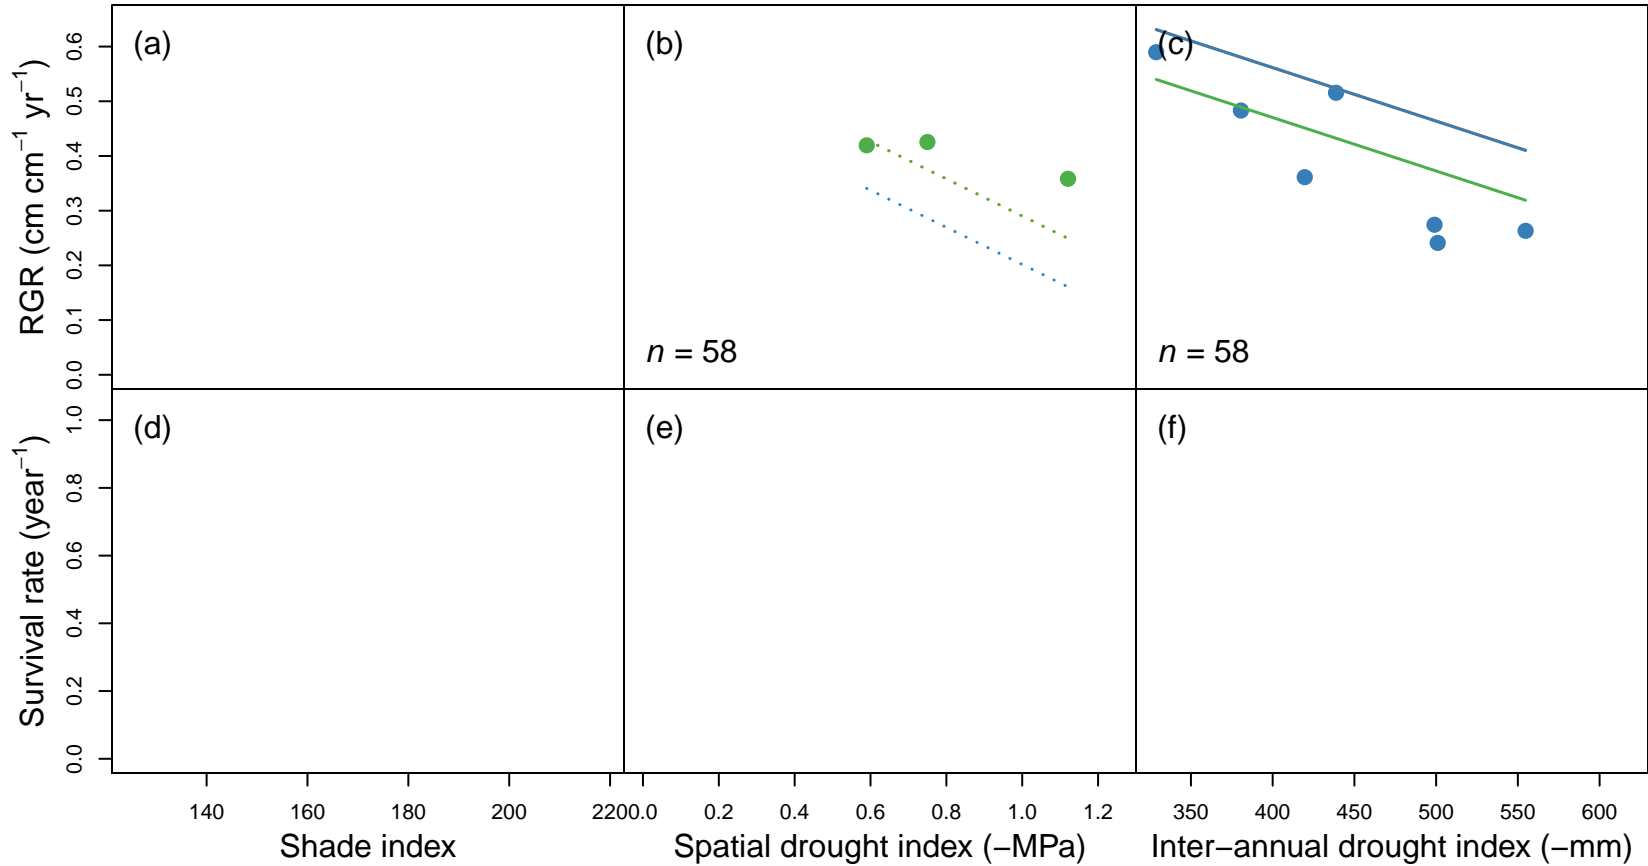 (a)
(b)
(c)
RGR (cm cm⁻¹ yr⁻¹)
0.6
0.5
0.4
0.3
0.2
0.1
0.0
n = 58
n = 58
(d)
(e)
(f)
Survival rate (year⁻¹)
1.0
0.8
0.6
0.4
0.2
0.0
140 160 180 200 220
0.0 0.2 0.4 0.6 0.8 1.0 1.2
350 400 450 500 550 600
Shade index
Spatial drought index (−MPa)
Inter−annual drought index (−mm)